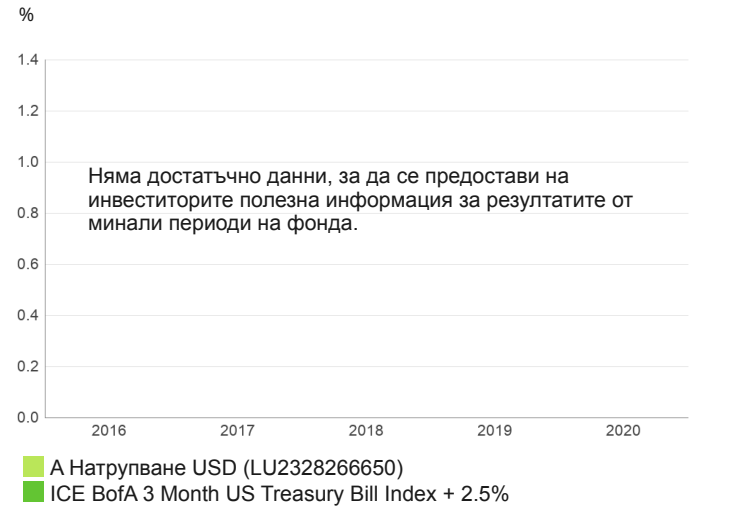 %
1.4
1.2
1.0
Няма достатъчно данни, за да се предостави на
инвеститорите полезна информация за резултатите от
минали периоди на фонда.
0.8
0.6
0.4
0.2
0.0
2016 2017 2018 2019 2020
A Натрупване USD (LU2328266650)
ICE BofA 3 Month US Treasury Bill Index + 2.5%